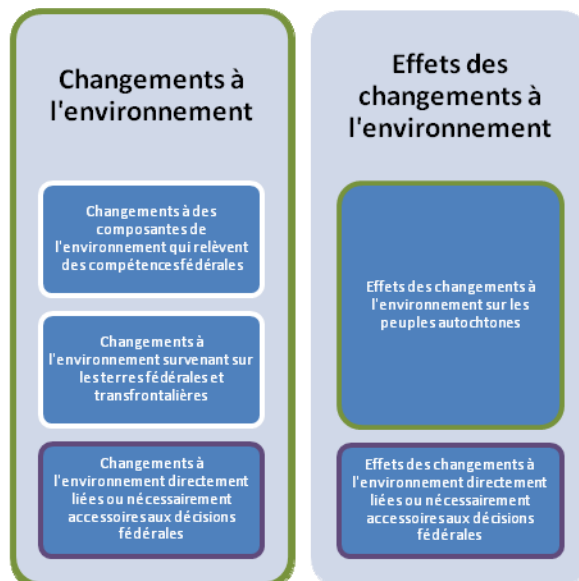 Changements à
l'environnement
Changements à des
composantes de
l'environnement qui relèvent
des compétences fédérales
Changements à
l'environnement survenant sur
les terres fédérales et
transfrontalières
Changements à
l'environnement directement
liées ou nécessairement
accessoires aux décisions
fédérales
Effets des
changements à
l'environnement
Effets des changements à
l'environnement sur les
peuples autochtones
Effets des changements à
l'environnement directement
liées ou nécessairement
accessoires aux décisions
fédérales